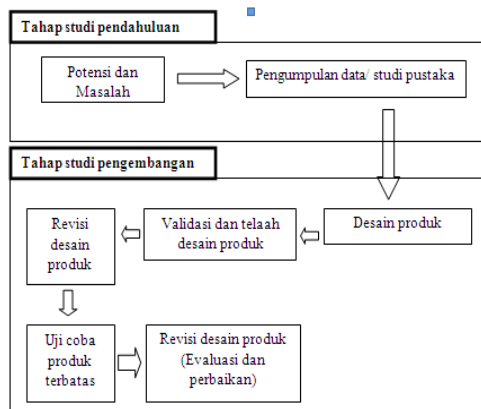 Tahap studi pendahuluan
Potensi dan
Masalah
Pengumpulan data/ studi pustaka
Tahap studi pengembangan
Desain produk
Validasi dan telaah
desain produk
Revisi
desain
produk
Uji coba
produk
terbatas
Revisi desain produk
(Evaluasi dan
perbaikan)